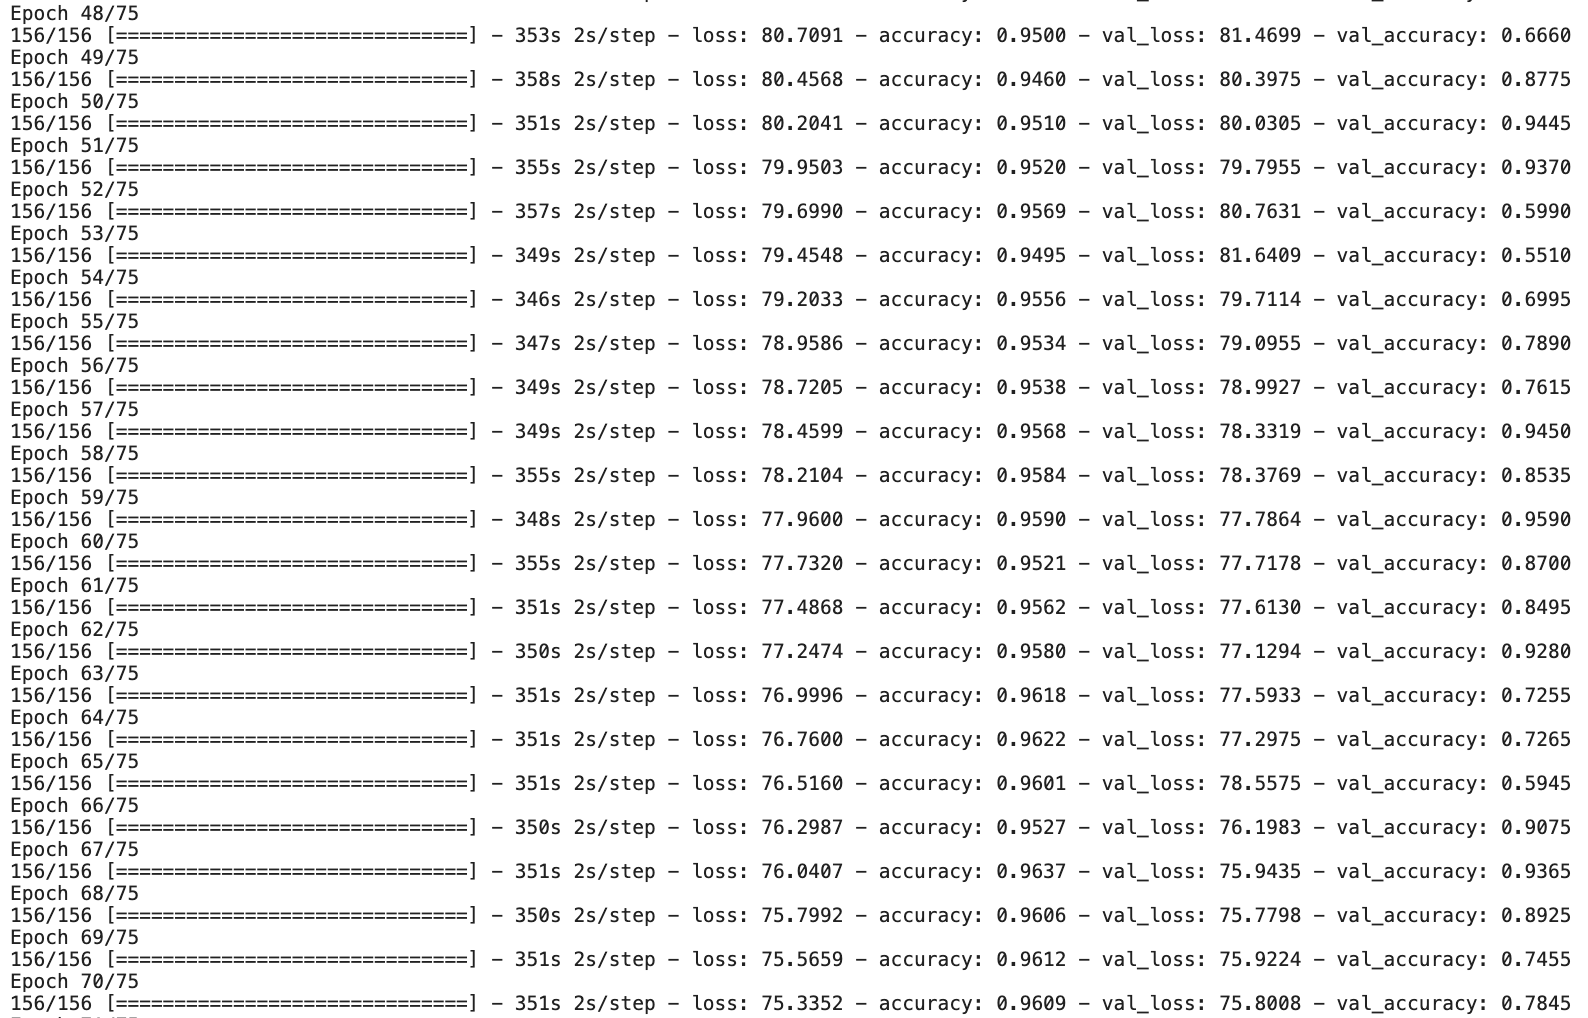 Epoch 48/75
156/156 [==============================] - 353s 2s/step - loss: 80.7091 - accuracy: 0.9500 - val_loss: 81.4699 - val_accuracy: 0.6660
Epoch 49/75
156/156 [==============================] - 358s 2s/step - loss: 80.4568 - accuracy: 0.9460 - val_loss: 80.3975 - val_accuracy: 0.8775
Epoch 50/75
156/156 [==============================] - 351s 2s/step - loss: 80.2041 - accuracy: 0.9510 - val_loss: 80.0305 - val_accuracy: 0.9445
Epoch 51/75
156/156 [==============================] - 355s 2s/step - loss: 79.9503 - accuracy: 0.9520 - val_loss: 79.7955 - val_accuracy: 0.9370
Epoch 52/75
156/156 [==============================] - 357s 2s/step - loss: 79.6990 - accuracy: 0.9569 - val_loss: 80.7631 - val_accuracy: 0.5990
Epoch 53/75
156/156 [==============================] - 349s 2s/step - loss: 79.4548 - accuracy: 0.9495 - val_loss: 81.6409 - val_accuracy: 0.5510
Epoch 54/75
156/156 [==============================] - 346s 2s/step - loss: 79.2033 - accuracy: 0.9556 - val_loss: 79.7114 - val_accuracy: 0.6995
Epoch 55/75
156/156 [==============================] - 347s 2s/step - loss: 78.9586 - accuracy: 0.9534 - val_loss: 79.0955 - val_accuracy: 0.7890
Epoch 56/75
156/156 [==============================] - 349s 2s/step - loss: 78.7205 - accuracy: 0.9538 - val_loss: 78.9927 - val_accuracy: 0.7615
Epoch 57/75
156/156 [==============================] - 349s 2s/step - loss: 78.4599 - accuracy: 0.9568 - val_loss: 78.3319 - val_accuracy: 0.9450
Epoch 58/75
156/156 [==============================] - 355s 2s/step - loss: 78.2104 - accuracy: 0.9584 - val_loss: 78.3769 - val_accuracy: 0.8535
Epoch 59/75
156/156 [==============================] - 348s 2s/step - loss: 77.9600 - accuracy: 0.9590 - val_loss: 77.7864 - val_accuracy: 0.9590
Epoch 60/75
156/156 [==============================] - 355s 2s/step - loss: 77.7320 - accuracy: 0.9521 - val_loss: 77.7178 - val_accuracy: 0.8700
Epoch 61/75
156/156 [==============================] - 351s 2s/step - loss: 77.4868 - accuracy: 0.9562 - val_loss: 77.6130 - val_accuracy: 0.8495
Epoch 62/75
156/156 [==============================] - 350s 2s/step - loss: 77.2474 - accuracy: 0.9580 - val_loss: 77.1294 - val_accuracy: 0.9280
Epoch 63/75
156/156 [==============================] - 351s 2s/step - loss: 76.9996 - accuracy: 0.9618 - val_loss: 77.5933 - val_accuracy: 0.7255
Epoch 64/75
156/156 [==============================] - 351s 2s/step - loss: 76.7600 - accuracy: 0.9622 - val_loss: 77.2975 - val_accuracy: 0.7265
Epoch 65/75
156/156 [==============================] - 351s 2s/step - loss: 76.5160 - accuracy: 0.9601 - val_loss: 78.5575 - val_accuracy: 0.5945
Epoch 66/75
156/156 [==============================] - 350s 2s/step - loss: 76.2987 - accuracy: 0.9527 - val_loss: 76.1983 - val_accuracy: 0.9075
Epoch 67/75
156/156 [==============================] - 351s 2s/step - loss: 76.0407 - accuracy: 0.9637 - val_loss: 75.9435 - val_accuracy: 0.9365
Epoch 68/75
156/156 [==============================] - 350s 2s/step - loss: 75.7992 - accuracy: 0.9606 - val_loss: 75.7798 - val_accuracy: 0.8925
Epoch 69/75
156/156 [==============================] - 351s 2s/step - loss: 75.5659 - accuracy: 0.9612 - val_loss: 75.9224 - val_accuracy: 0.7455
Epoch 70/75
156/156 [==============================] - 351s 2s/step - loss: 75.3352 - accuracy: 0.9609 - val_loss: 75.8008 - val_accuracy: 0.7845